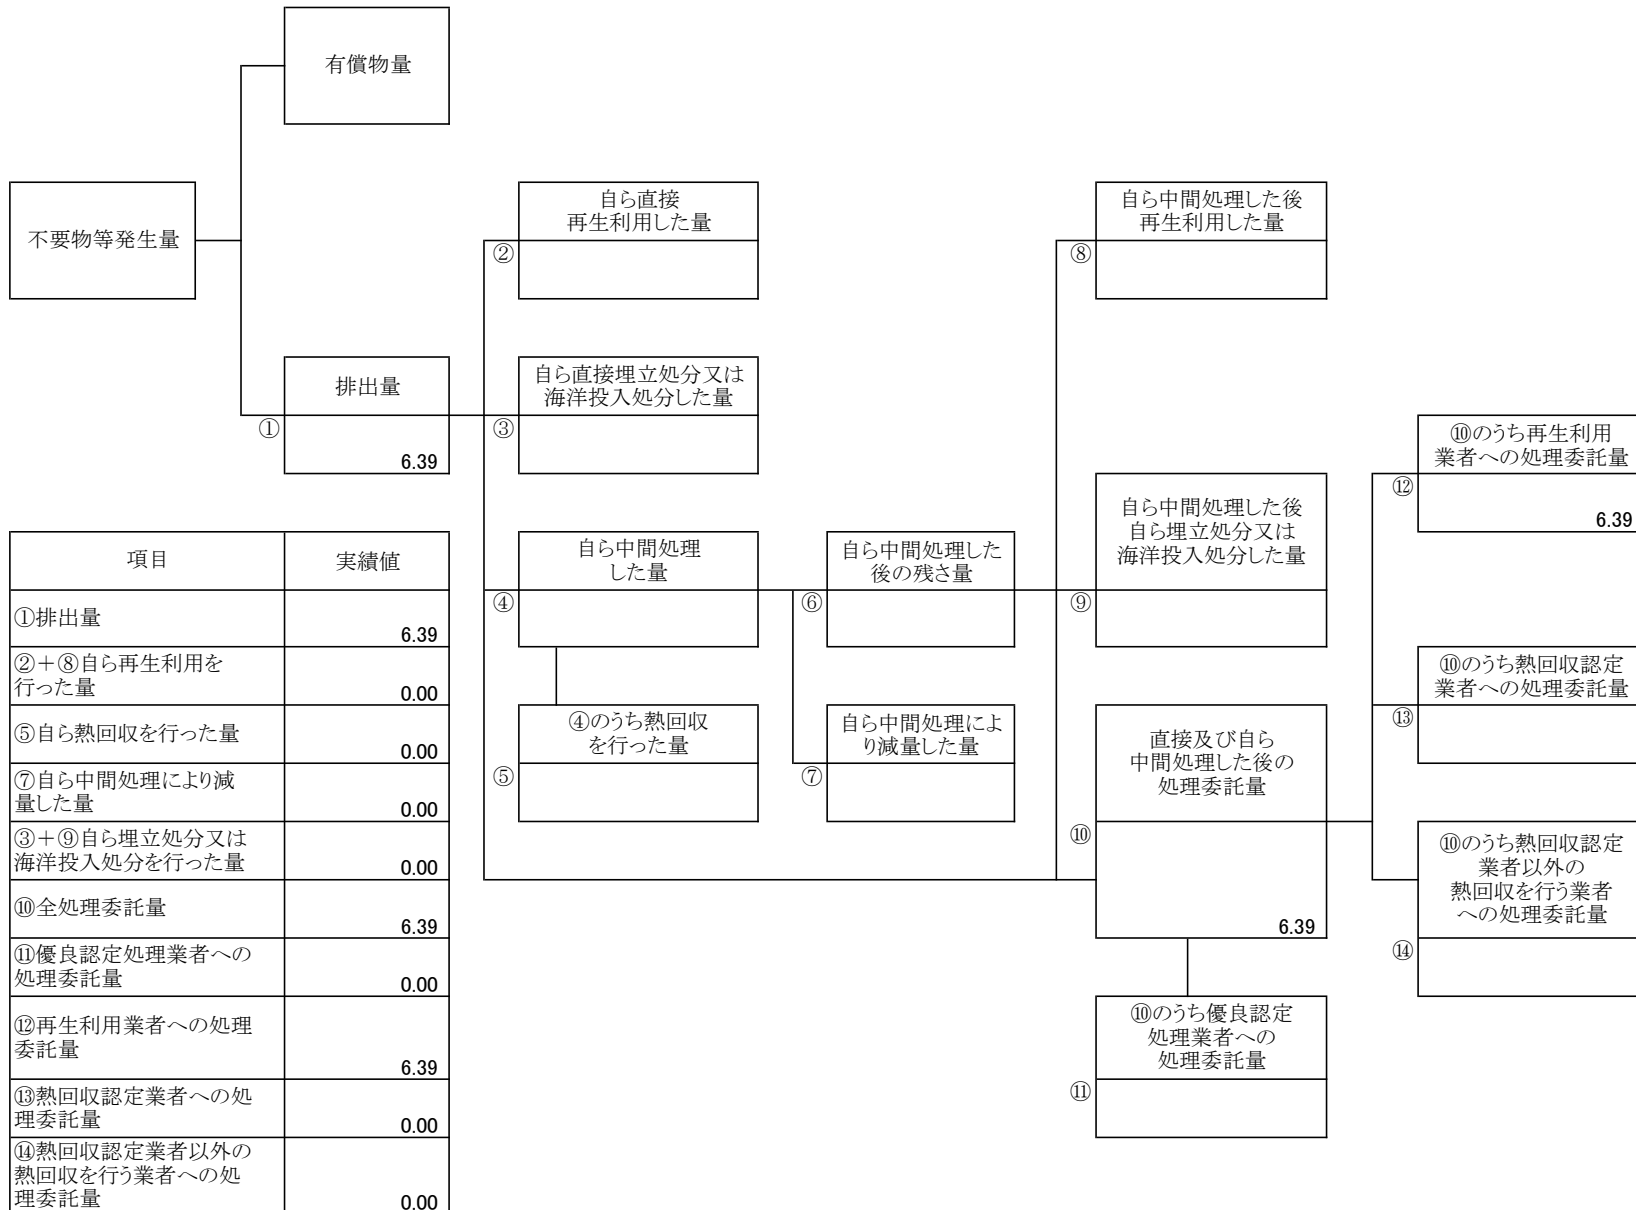 有償物量
不要物等発生量
自ら直接
再生利用した量
②
自ら中間処理した後
再生利用した量
⑧
排出量
①
6.39
自ら直接埋立処分又は
海洋投入処分した量
③
⑩のうち再生利用
業者への処理委託量
⑫
6.39
自ら中間処理した後
自ら埋立処分又は
海洋投入処分した量
⑨
自ら中間処理
した量
④
自ら中間処理した
後の残さ量
⑥
④のうち熱回収
を行った量
⑤
自ら中間処理によ
り減量した量
⑦
直接及び自ら
中間処理した後の
処理委託量
⑩
6.39
⑩のうち熱回収認定
業者への処理委託量
⑬
⑩のうち熱回収認定
業者以外の
熱回収を行う業者
への処理委託量
⑭
⑩のうち優良認定
処理業者への
処理委託量
⑪
項目 実績値
①排出量
6.39
②+⑧自ら再生利用を
行った量
0.00
⑤自ら熱回収を行った量
0.00
⑦自ら中間処理により減
量した量
0.00
③+⑨自ら埋立処分又は
海洋投入処分を行った量
0.00
⑩全処理委託量
6.39
⑪優良認定処理業者への
処理委託量
0.00
⑫再生利用業者への処理
委託量
6.39
⑬熱回収認定業者への処
理委託量
0.00
⑭熱回収認定業者以外の
熱回収を行う業者への処
理委託量
0.00